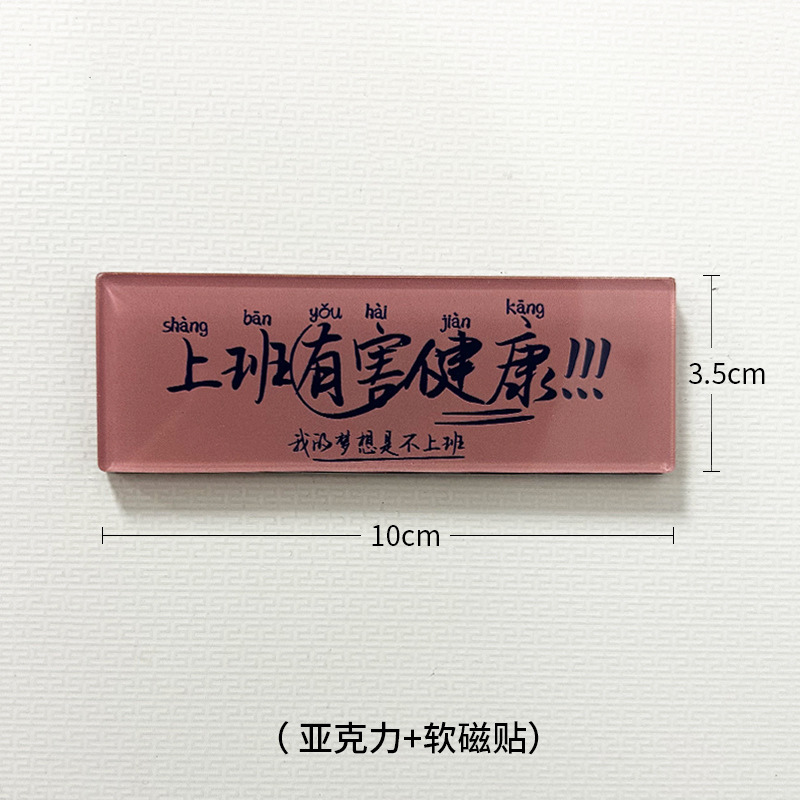 shàng bān yǒu hài jiàn kāng
上班有害健康!!!
我的梦想是不上班
3.5cm
10cm
（亚克力+软磁贴）